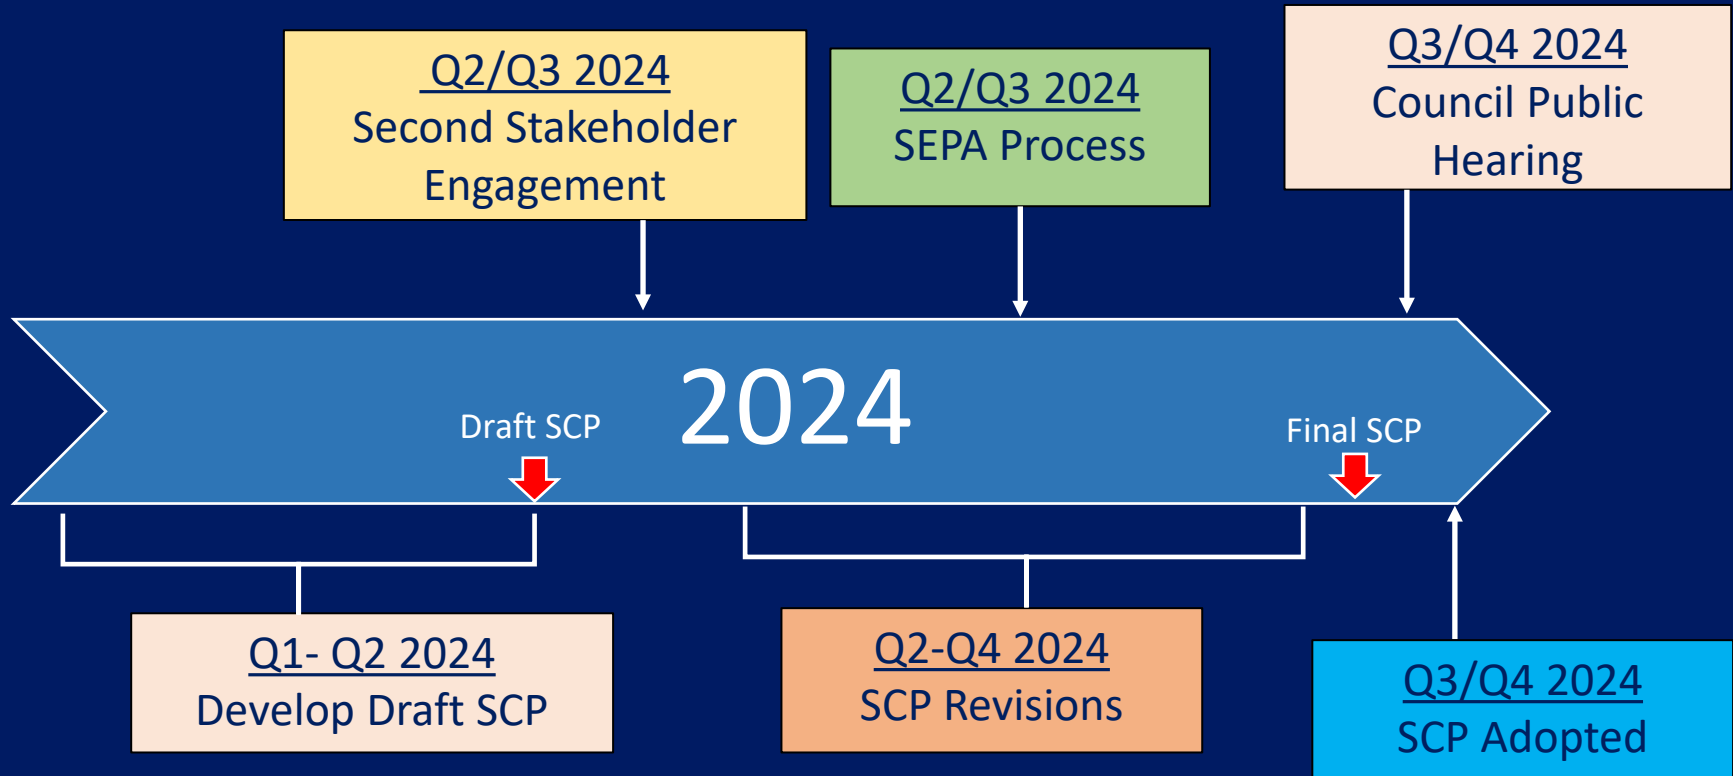 Q2/Q3 2024
Second Stakeholder
Engagement
Q2/Q3 2024
SEPA Process
Q3/Q4 2024
Council Public
Hearing
2024
Draft SCP
Final SCP
Q1- Q2 2024
Develop Draft SCP
Q2-Q4 2024
SCP Revisions
Q3/Q4 2024
SCP Adopted